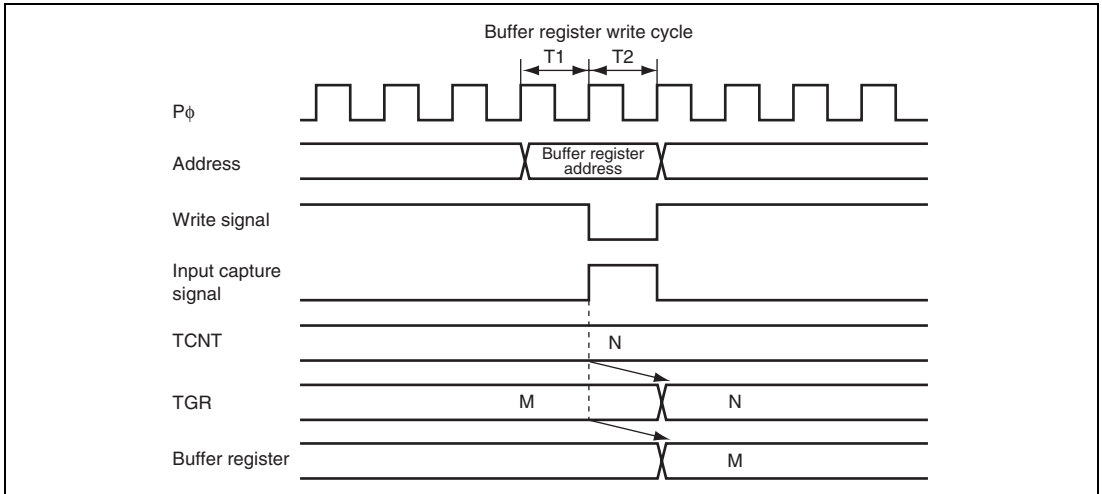 Buffer register write cycle
T1 T2
Pϕ
Buffer register
address
Address
Write signal
Input capture
signal
TCNT
N
TGR
M N
Buffer register
M